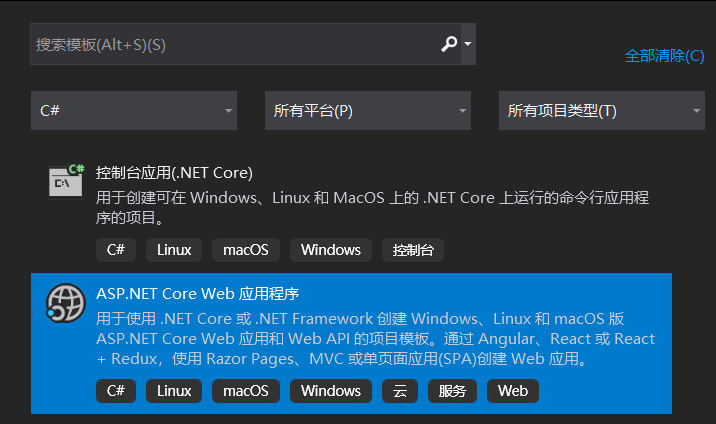 搜索模板(Alt+S)(S)
全部清除(C)
C# 所有平台(P) 所有项目类型(T)
C#
C:\
控制台应用(.NET Core)
用于创建可在 Windows、Linux 和 MacOS 上的 .NET Core 上运行的命令行应用程
序的项目。
C# Linux macOS Windows 控制台
ASP.NET Core Web 应用程序
用于使用 .NET Core 或 .NET Framework 创建 Windows、Linux 和 macOS 版
ASP.NET Core Web 应用和 Web API 的项目模板。通过 Angular、React 或 React
+ Redux，使用 Razor Pages、MVC 或单页面应用(SPA)创建 Web 应用。
C# Linux macOS Windows 云 服务 Web